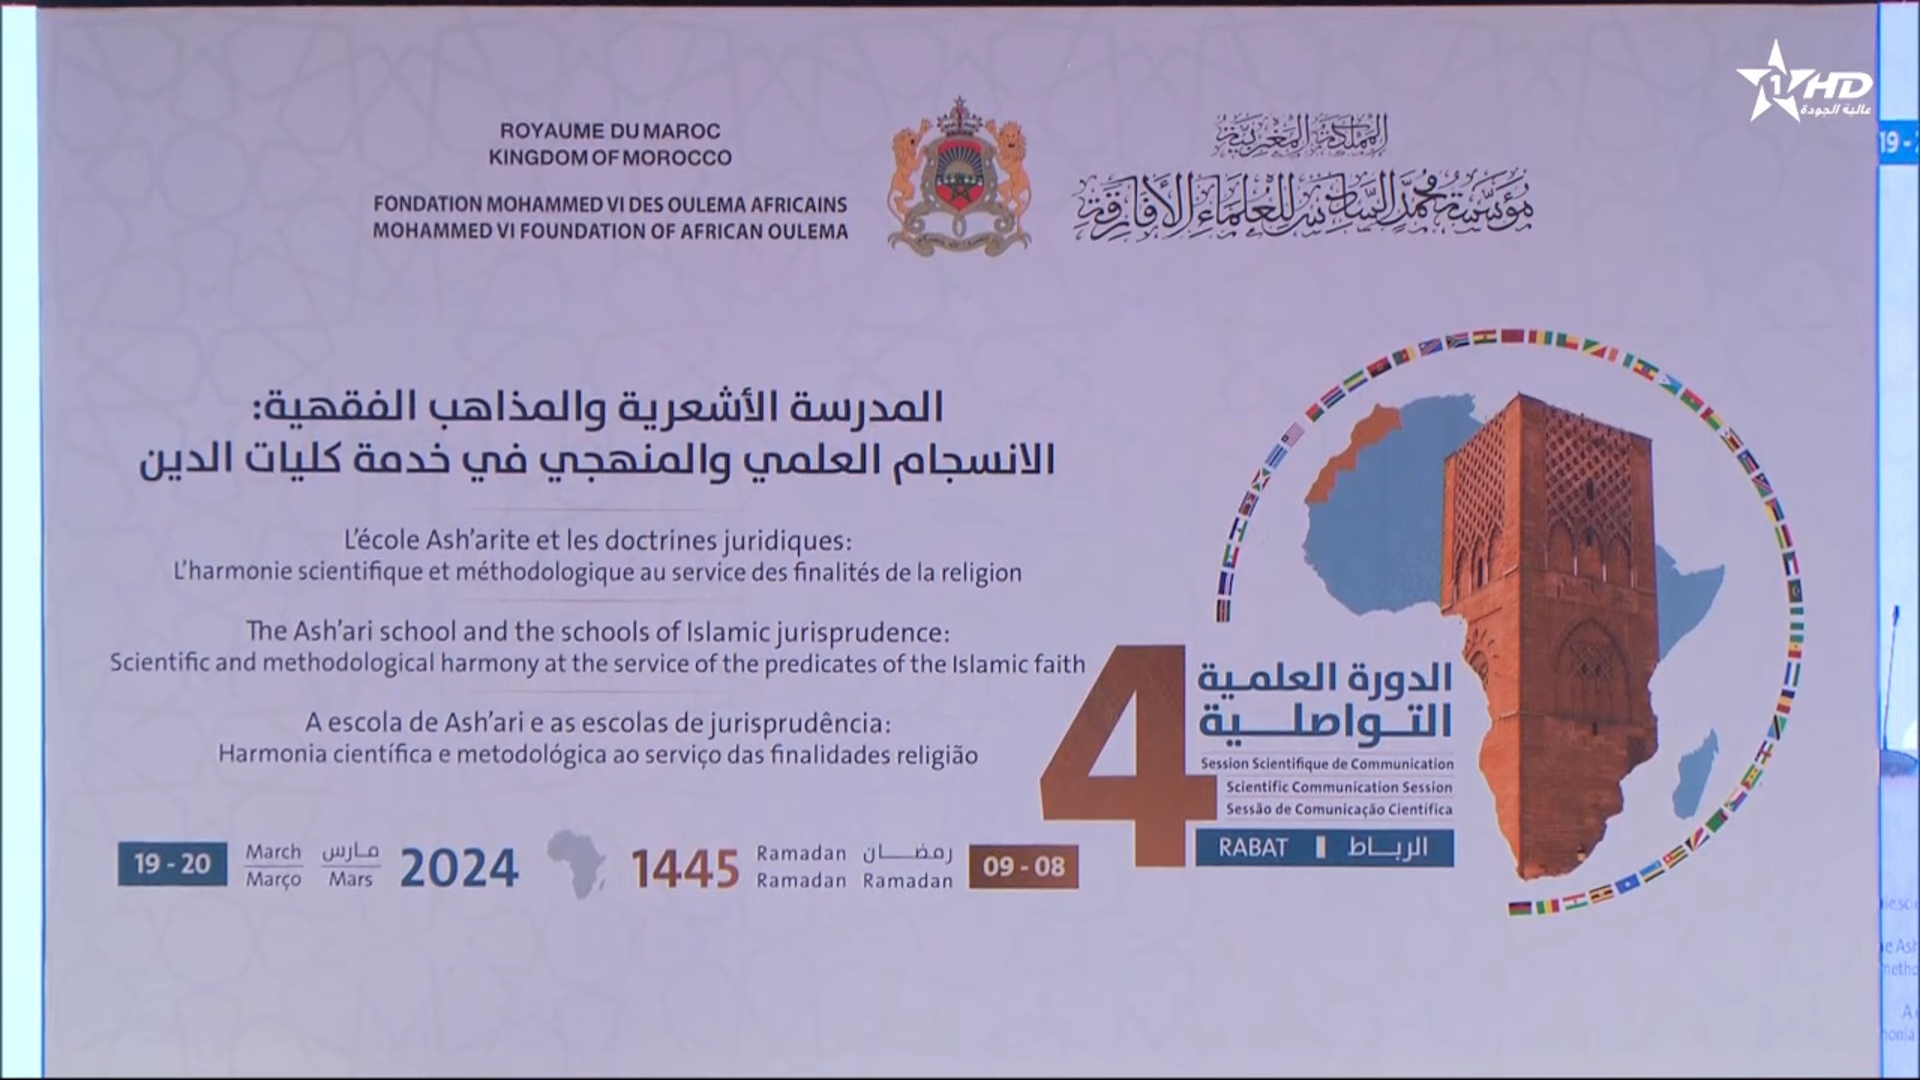 HD
عالية الجودة
ROYAUME DU MAROC
KINGDOM OF MOROCCO
FONDATION MOHAMMED VI DES OULEMA AFRICAINS
MOHAMMED VI FOUNDATION OF AFRICAN OULEMA
المملكة المغربية
مؤسسة محمد السادس للعلماء الأفارقة
المدرسة الأشعرية والمذاهب الفقهية:
الانسجام العلمي والمنهجي في خدمة كليات الدين
L'école Ash'arite et les doctrines juridiques:
L'harmonie scientifique et méthodologique au service des finalités de la religion
The Ash'ari school and the schools of Islamic jurisprudence:
Scientific and methodological harmony at the service of the predicates of the Islamic faith
A escola de Ash'ari e as escolas de jurisprudência:
Harmonia científica e metodológica ao serviço das finalidades religião
19 - 20 March مارس 2024 1445 Ramadan رمضان 09 - 08
Março Mars Ramadan Ramadan
4
الدورة العلمية
التواصلية
Session Scientifique de Communication
Scientific Communication Session
Sessão de Comunicação Científica
RABAT الرباط
19 -